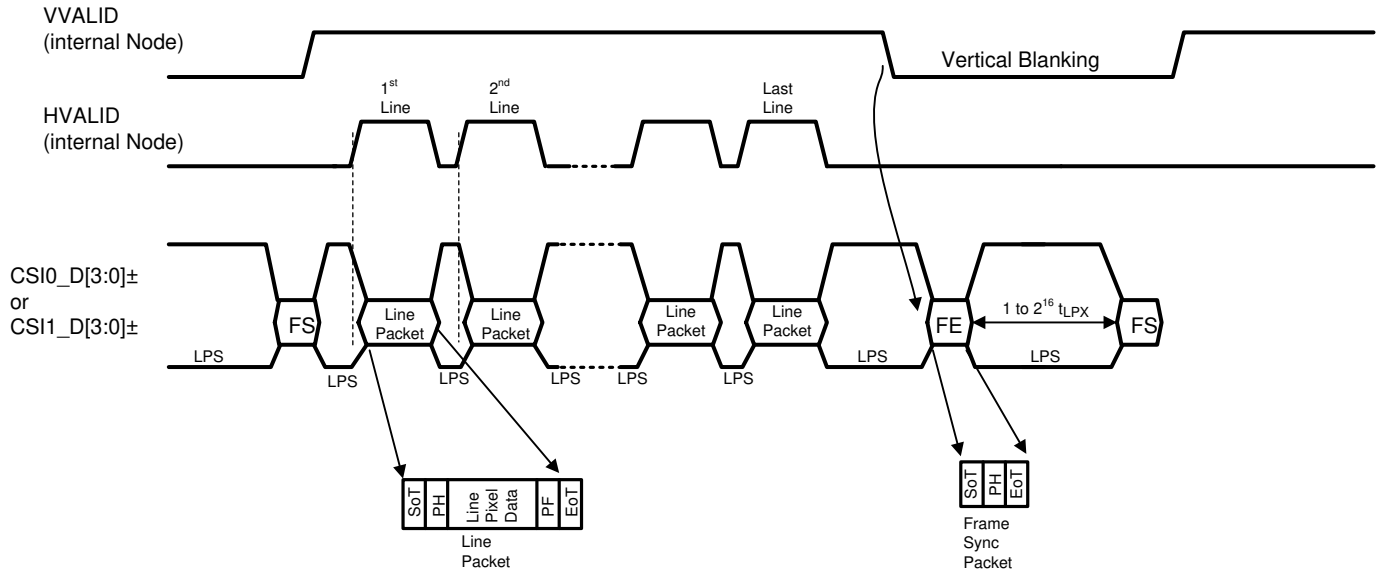 VVALID
(internal Node)
Vertical Blanking
HVALID
(internal Node)
1st
Line
2nd
Line
Last
Line
CSI0_D[3:0]±
or
CSI1_D[3:0]±
LPS
FS
LPS
Line
Packet
LPS
Line
Packet
LPS
LPS
Line
Packet
LPS
Line
Packet
LPS
FE
1 to 2^16 tLPX
LPS
FS
SoT
PH
Line
Pixel
Data
PF
EoT
Line
Packet
SoT
PH
EoT
Frame
Sync
Packet